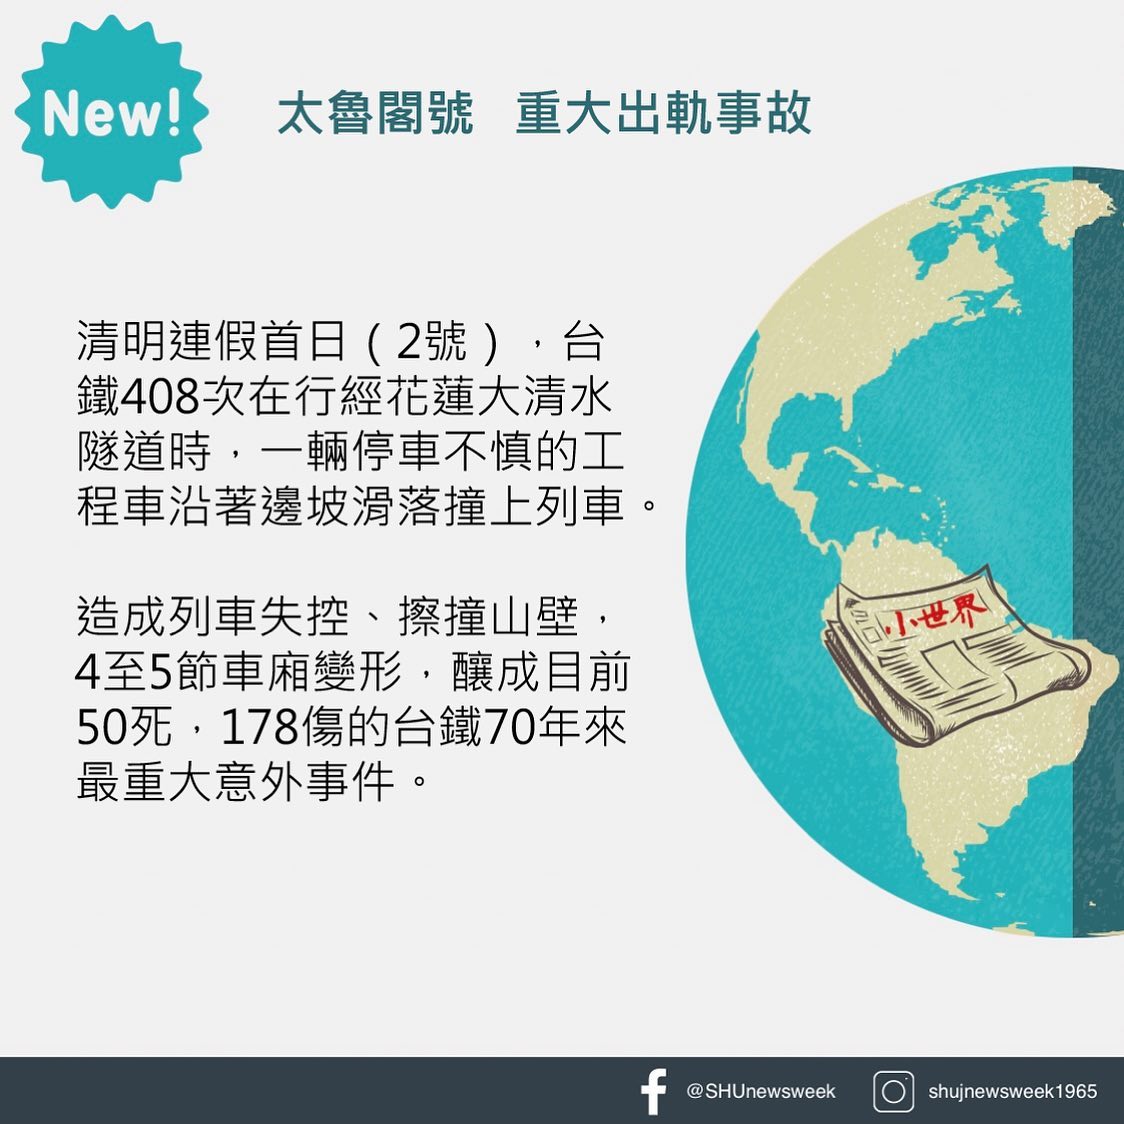 New!
太魯閣號 重大出軌事故
清明連假首日（2號），台
鐵408次在行經花蓮大清水
隧道時，一輛停車不慎的工
程車沿著邊坡滑落撞上列車。
造成列車失控、擦撞山壁，
4至5節車廂變形，釀成目前
50死，178傷的台鐵70年來
最重大意外事件。
小世界
@SHUnewsweek
shujnewsweek1965